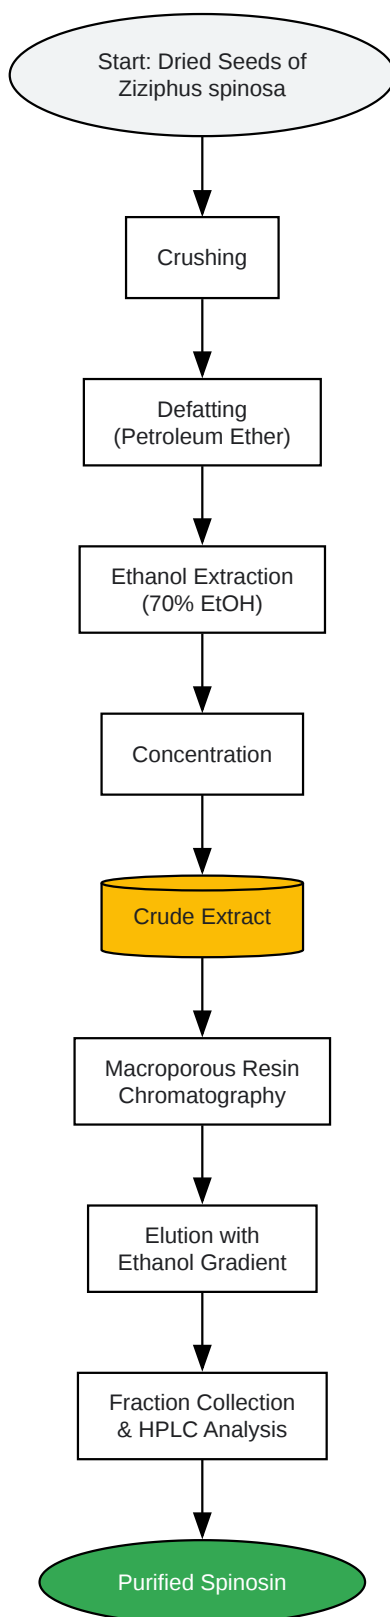 Start: Dried Seeds of
Ziziphus spinosa
Crushing
Defatting
(Petroleum Ether)
Ethanol Extraction
(70% EtOH)
Concentration
Crude Extract
Macroporous Resin
Chromatography
Elution with
Ethanol Gradient
Fraction Collection
& HPLC Analysis
Purified Spinosin